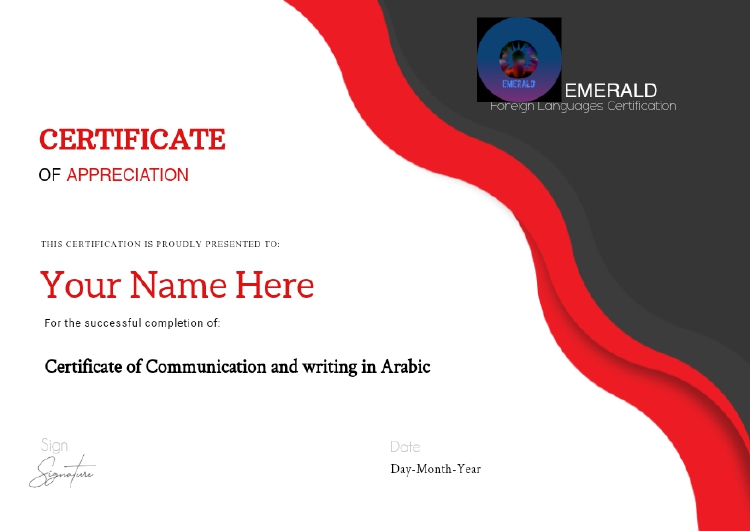 EMERALD
EMERALD
Foreign Languages Certification
CERTIFICATE
OF APPRECIATION
THIS CERTIFICATION IS PROUDLY PRESENTED TO:
Your Name Here
For the successful completion of:
Certificate of Communication and writing in Arabic
Sign
Signature
Date
Day-Month-Year